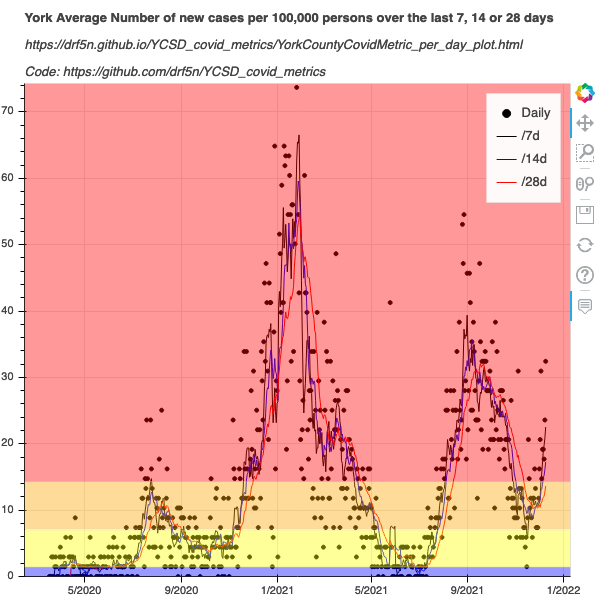 York Average Number of new cases per 100,000 persons over the last 7, 14 or 28 days
https://drf5n.github.io/YCSD_covid_metrics/YorkCountyCovidMetric_per_day_plot.html
Code: https://github.com/drf5n/YCSD_covid_metrics
Daily
/7d
/14d
/28d
70
60
50
40
30
20
10
0
5/2020 9/2020 1/2021 5/2021 9/2021 1/2022